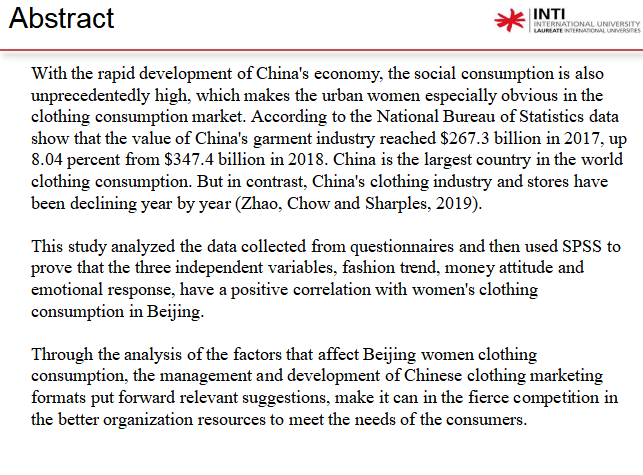 Abstract
INTI
INTERNATIONAL UNIVERSITY
LAUREATE INTERNATIONAL UNIVERSITIES
With the rapid development of China's economy, the social consumption is also
unprecedentedly high, which makes the urban women especially obvious in the
clothing consumption market. According to the National Bureau of Statistics data
show that the value of China's garment industry reached $267.3 billion in 2017, up
8.04 percent from $347.4 billion in 2018. China is the largest country in the world
clothing consumption. But in contrast, China's clothing industry and stores have
been declining year by year (Zhao, Chow and Sharples, 2019).
This study analyzed the data collected from questionnaires and then used SPSS to
prove that the three independent variables, fashion trend, money attitude and
emotional response, have a positive correlation with women's clothing
consumption in Beijing.
Through the analysis of the factors that affect Beijing women clothing
consumption, the management and development of Chinese clothing marketing
formats put forward relevant suggestions, make it can in the fierce competition in
the better organization resources to meet the needs of the consumers.